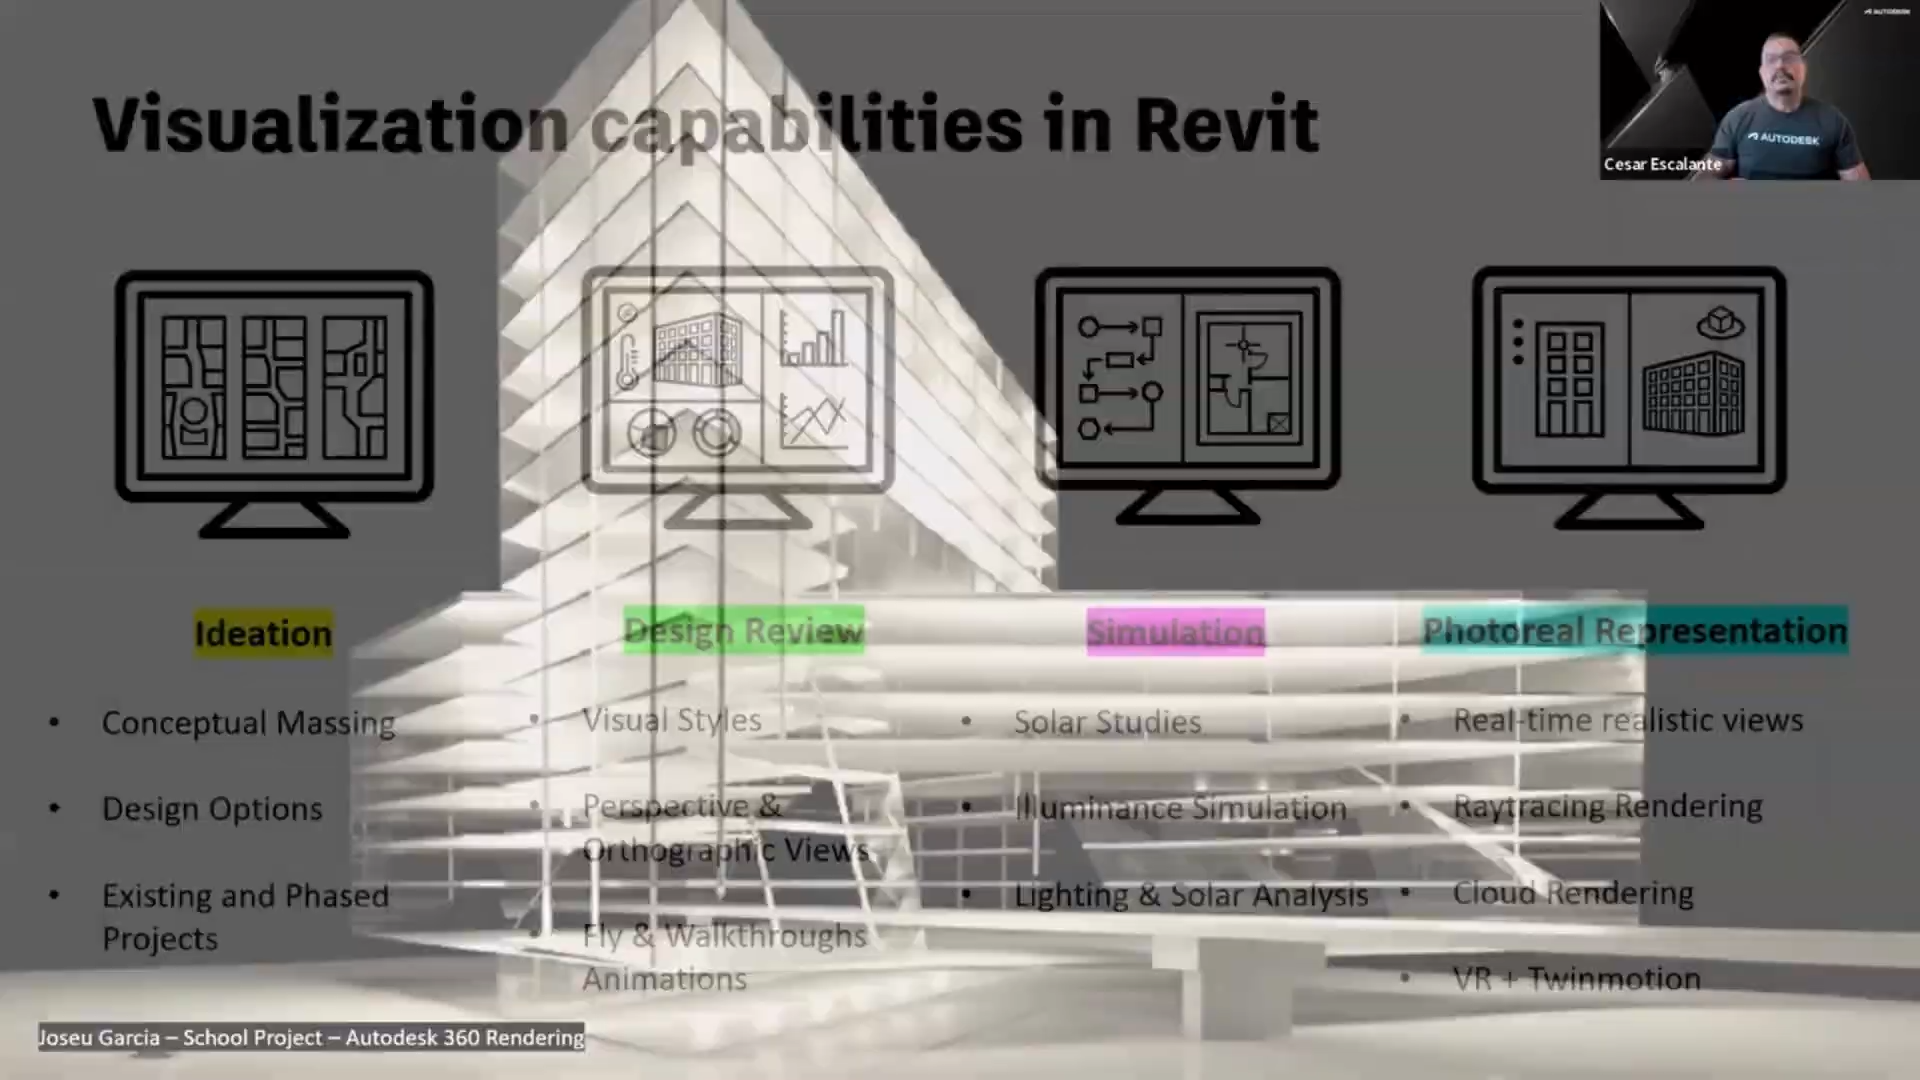 AUTODESK
Visualization capabilities in Revit
AUTODESK
Cesar Escalante
Ideation
• Conceptual Massing
• Design Options
• Existing and Phased
Projects
Design Review
• Visual Styles
• Perspective &
Orthographic Views
• Fly & Walkthroughs
Animations
Simulation
• Solar Studies
• Illuminance Simulation
• Lighting & Solar Analysis
Photoreal Representation
• Real-time realistic views
• Raytracing Rendering
• Cloud Rendering
• VR + Twinmotion
Joseu Garcia – School Project – Autodesk 360 Rendering